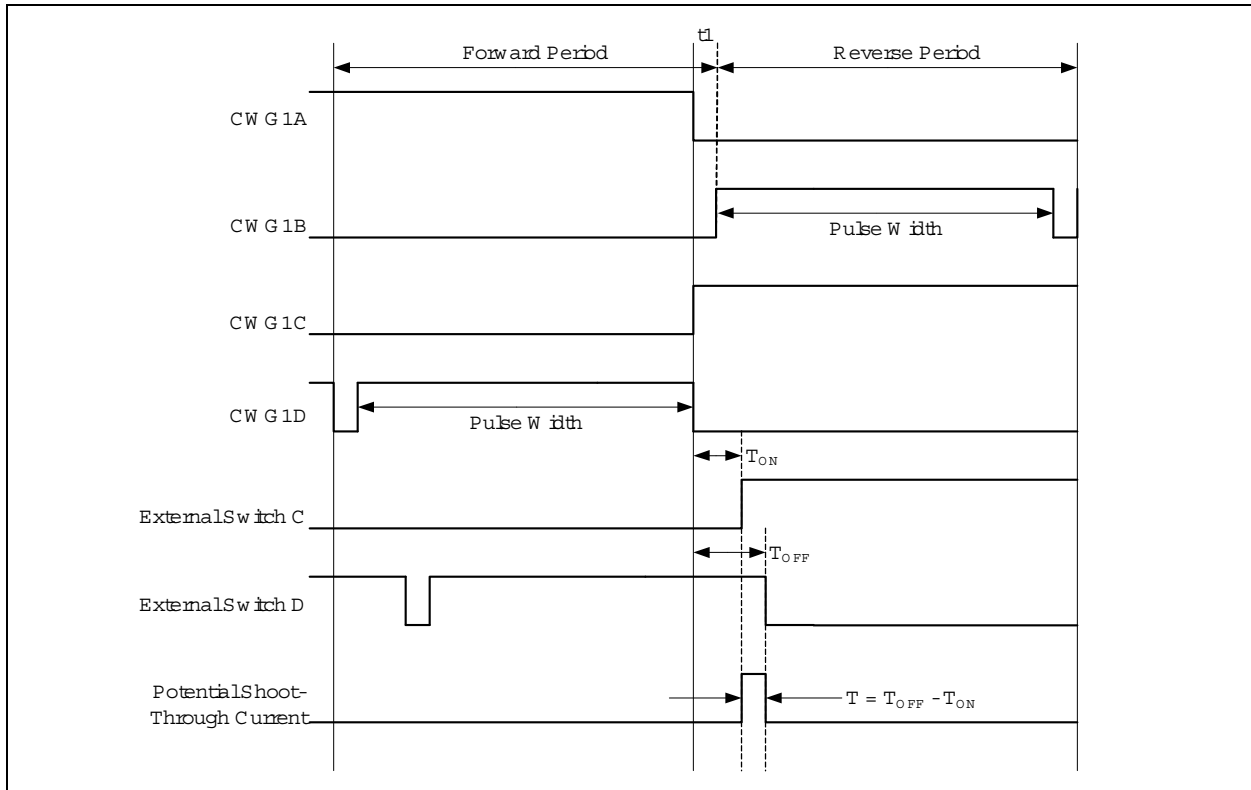 t1
Forward Period
Reverse Period
CWG1A
CWG1B
Pulse Width
CWG1C
CWG1D
Pulse Width
TON
External Switch C
TOFF
External Switch D
Potential Shoot-
Through Current
T = TOFF - TON